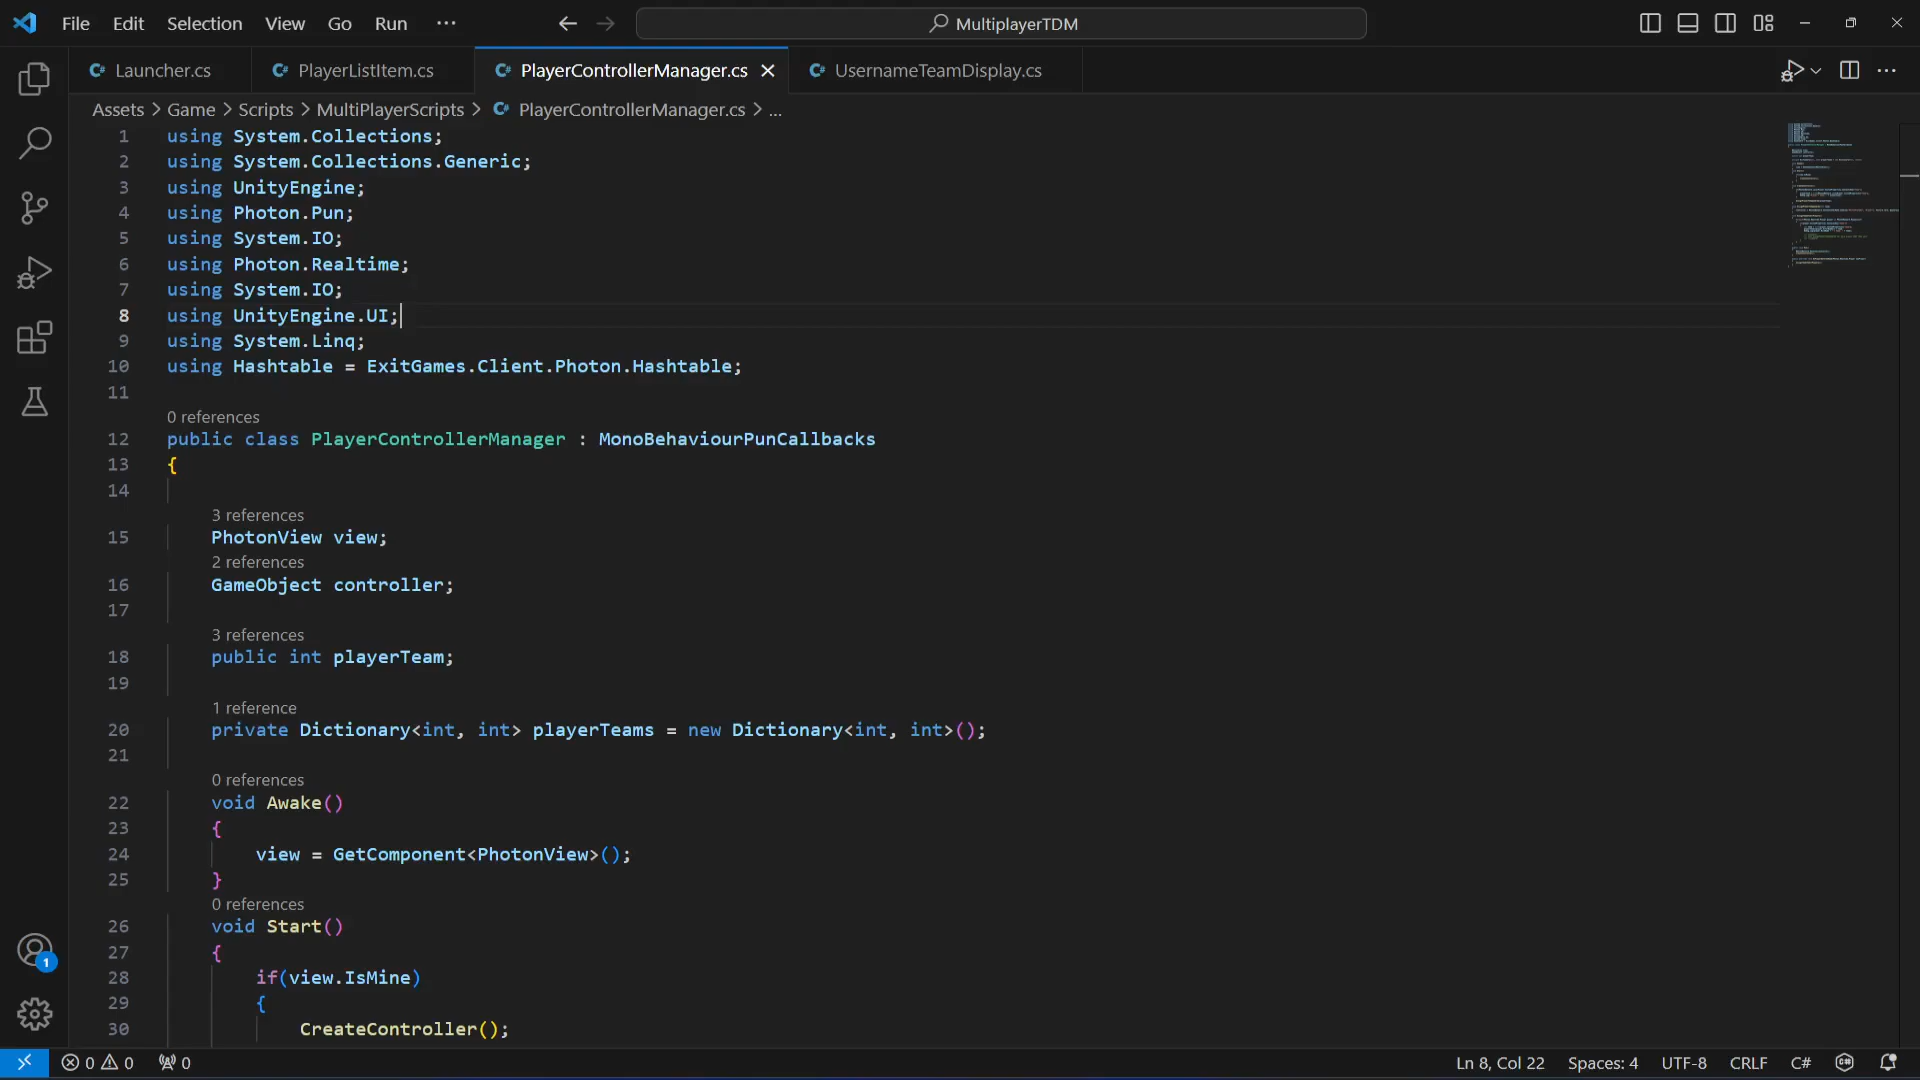 File Edit Selection View Go Run ··· MultiplayerTDM
Launcher.cs PlayerListItem.cs PlayerControllerManager.cs UsernameTeamDisplay.cs
Assets > Game > Scripts > MultiPlayerScripts > PlayerControllerManager.cs > ...
1 using System.Collections;
2 using System.Collections.Generic;
3 using UnityEngine;
4 using Photon.Pun;
5 using System.IO;
6 using Photon.Realtime;
7 using System.IO;
8 using UnityEngine.UI;
9 using System.Linq;
10 using Hashtable = ExitGames.Client.Photon.Hashtable;
11
0 references
12 public class PlayerControllerManager : MonoBehaviourPunCallbacks
13 {
14
3 references
15 PhotonView view;
2 references
16 GameObject controller;
17
3 references
18 public int playerTeam;
19
1 reference
20 private Dictionary<int, int> playerTeams = new Dictionary<int, int>();
21
0 references
22 void Awake()
23 {
24 view = GetComponent<PhotonView>();
25 }
0 references
26 void Start()
27 {
28 if(view.IsMine)
29 {
30 CreateController();
1
0 0 0 Ln 8, Col 22 Spaces: 4 UTF-8 CRLF C#